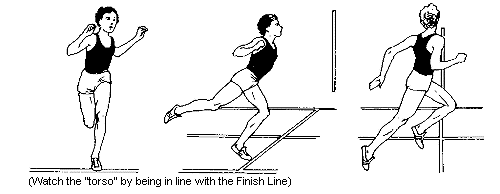 (Watch the "torso" by being in line with the Finish Line)